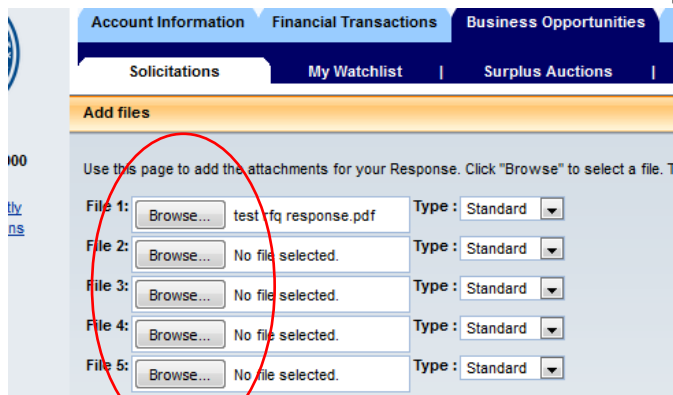 Account Information Financial Transactions Business Opportunities
Solicitations My Watchlist | Surplus Auctions |
Add files
000
Use this page to add the attachments for your Response. Click "Browse" to select a file. T
tly
ns
File 1: Browse... test rfq response.pdf Type : Standard
File 2: Browse... No file selected. Type : Standard
File 3: Browse... No file selected. Type : Standard
File 4: Browse... No file selected. Type : Standard
File 5: Browse... No file selected. Type : Standard